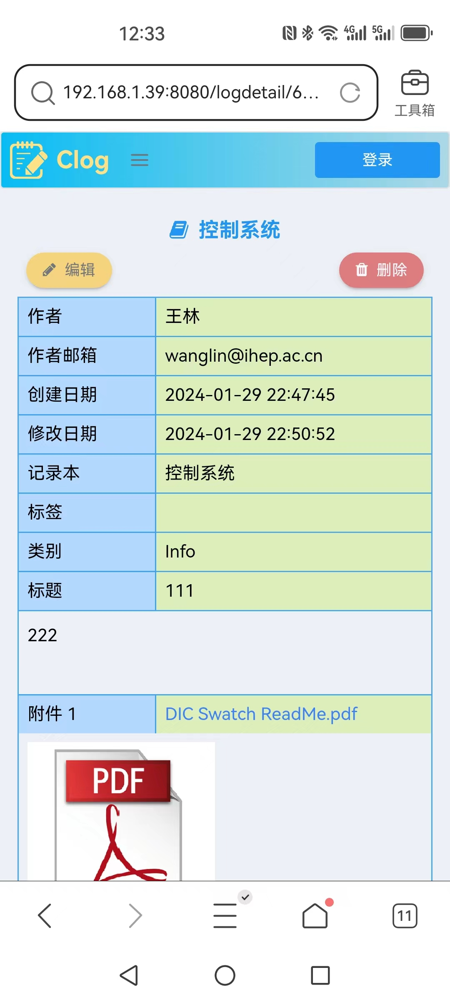 12:33
4G 5G
192.168.1.39:8080/logdetail/6...
工具箱
Clog
登录
控制系统
编辑
删除
作者 王林
作者邮箱 wanglin@ihep.ac.cn
创建日期 2024-01-29 22:47:45
修改日期 2024-01-29 22:50:52
记录本 控制系统
标签
类别 Info
标题 111
222
附件 1 DIC Swatch ReadMe.pdf
PDF
11